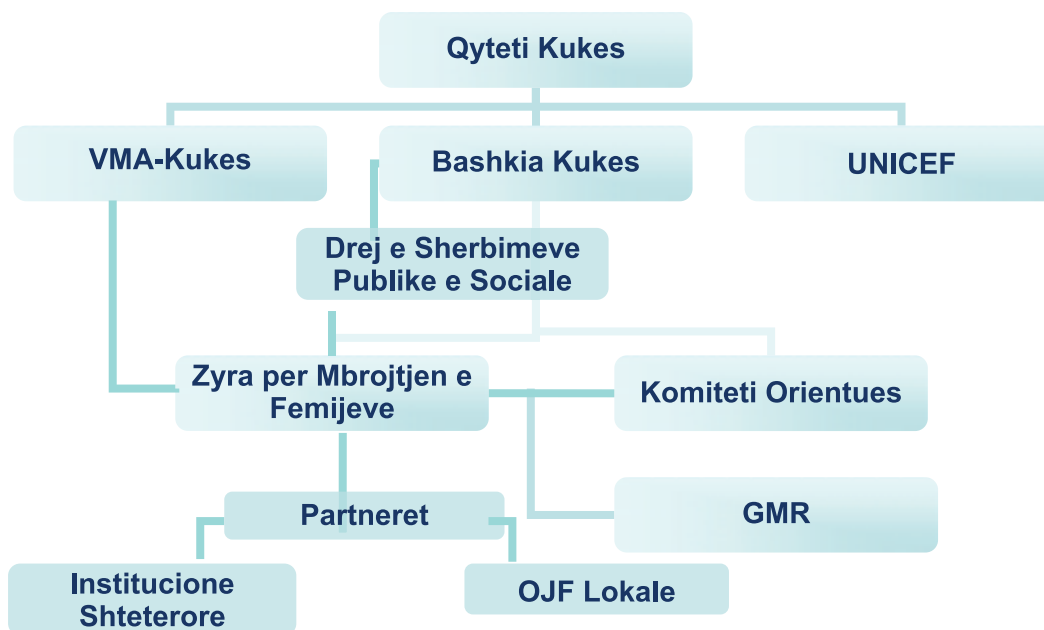 Qyteti Kukes
VMA-Kukes
Bashkia Kukes
UNICEF
Drej e Sherbimeve
Publike e Sociale
Zyra per Mbrojtjen e
Femijeve
Komiteti Orientues
Partneret
GMR
Institucione
Shteterore
OJF Lokale